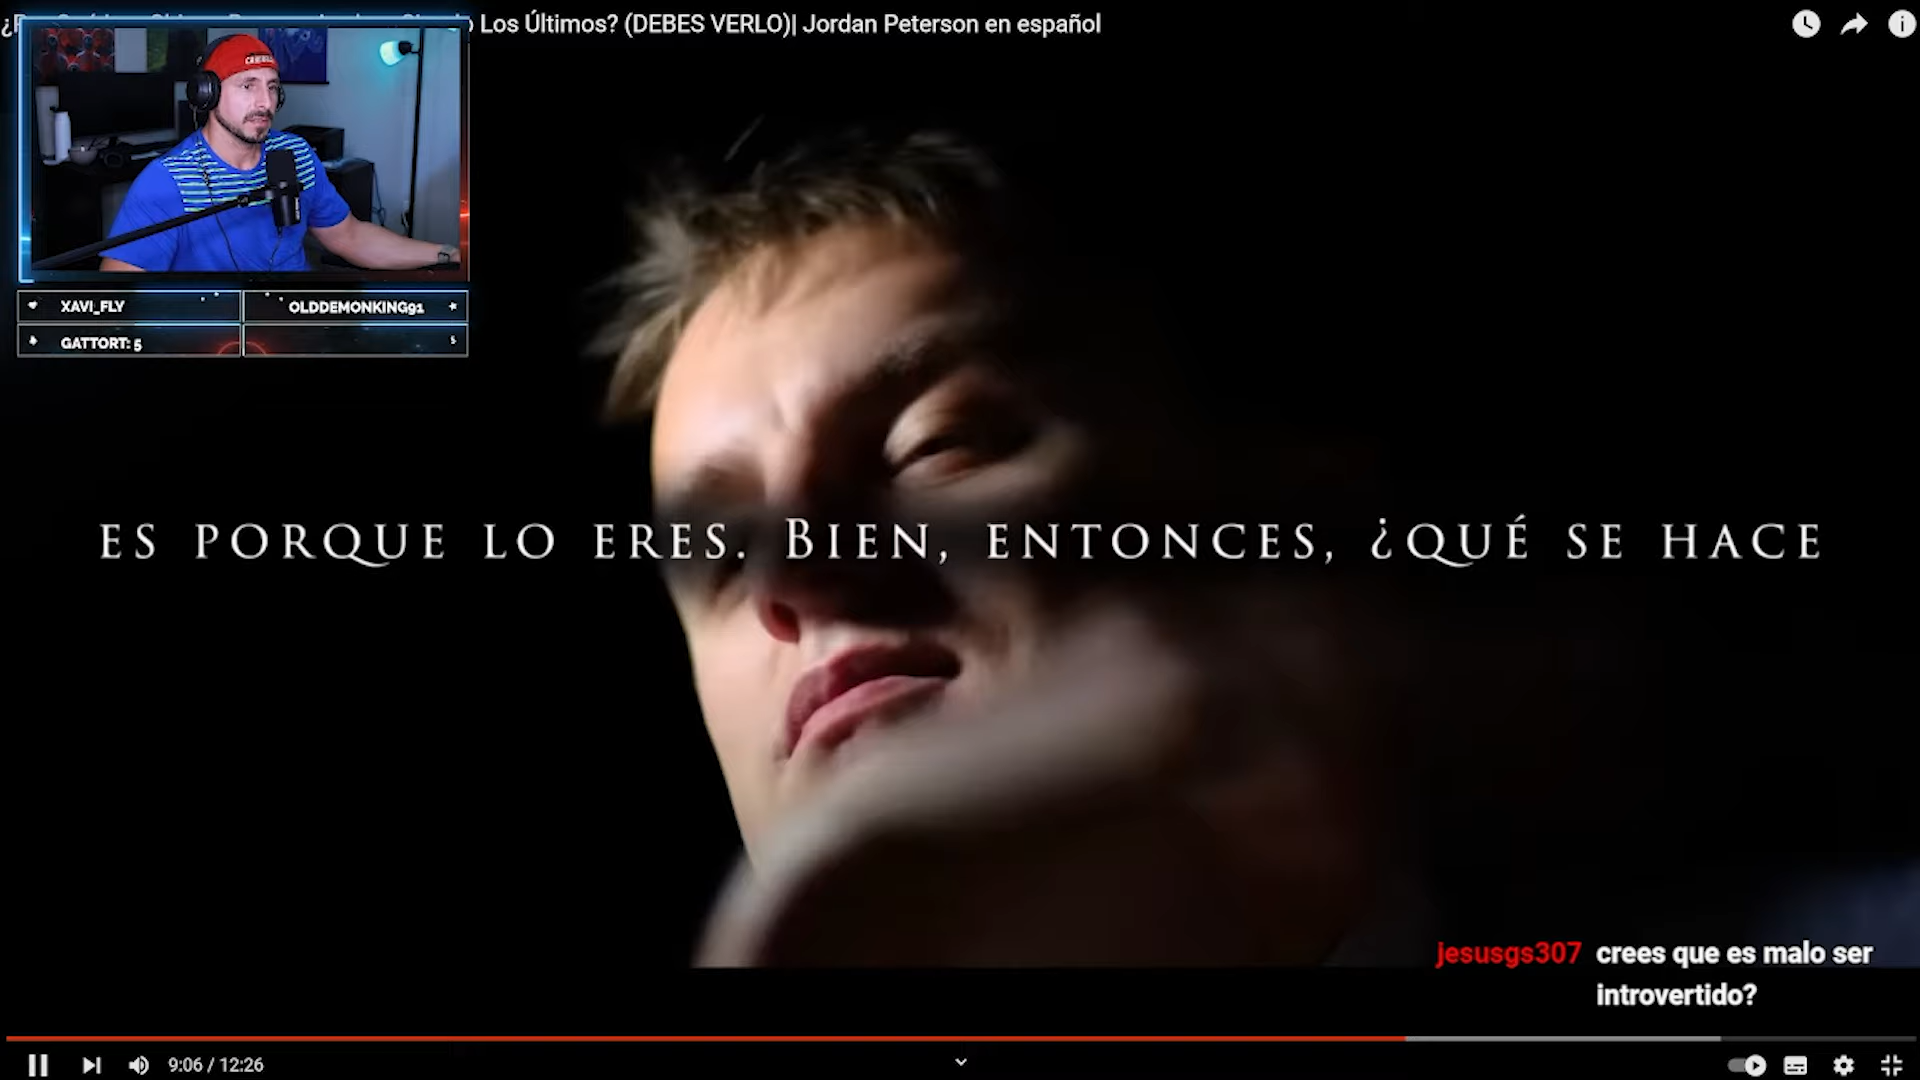 Los Últimos? (DEBES VERLO)| Jordan Peterson en español
XAVI_FLY
OLDDEMONKING91
GATTORT: 5
5
ES PORQUE LO ERES. BIEN, ENTONCES, ¿QUÉ SE HACE
jesusgs307 crees que es malo ser
introvertido?
9:06 / 12:26